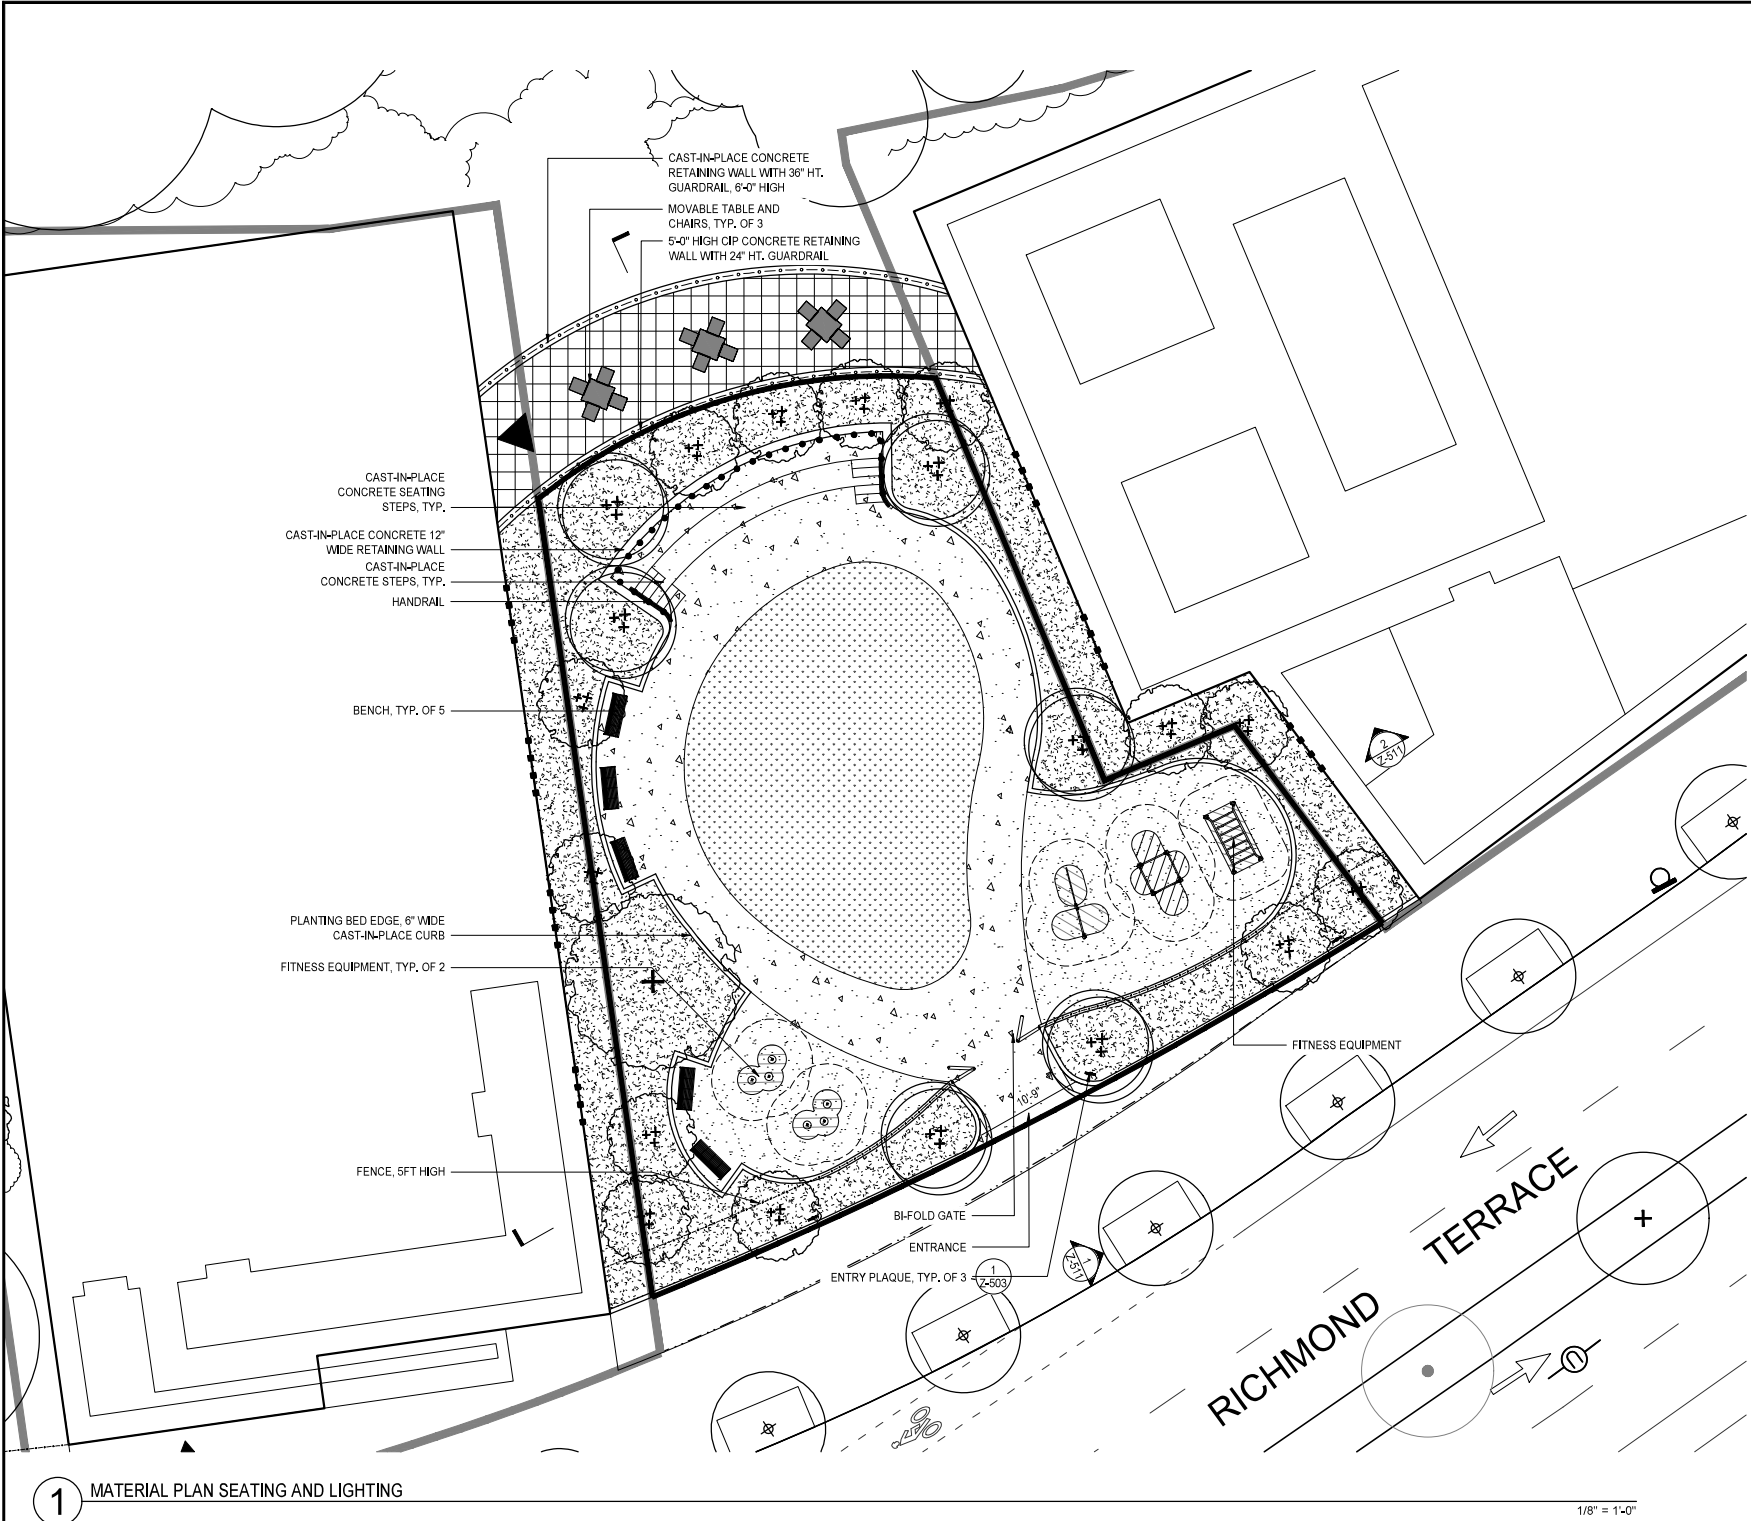 CAST-IN-PLACE CONCRETE
RETAINING WALL WITH 36" HT.
GUARDRAIL, 6'-0" HIGH
MOVABLE TABLE AND
CHAIRS, TYP. OF 3
5'-0" HIGH CIP CONCRETE RETAINING
WALL WITH 24" HT. GUARDRAIL
CAST-IN-PLACE
CONCRETE SEATING
STEPS, TYP.
CAST-IN-PLACE CONCRETE 12"
WIDE RETAINING WALL
CAST-IN-PLACE
CONCRETE STEPS, TYP.
HANDRAIL
BENCH, TYP. OF 5
2
Z-511
PLANTING BED EDGE, 6" WIDE
CAST-IN-PLACE CURB
FITNESS EQUIPMENT, TYP. OF 2
FITNESS EQUIPMENT
10'-9"
FENCE, 5FT HIGH
BI-FOLD GATE
ENTRANCE
ENTRY PLAQUE, TYP. OF 3
1
Z-503
1
Z-511
RICHMOND TERRACE
1
MATERIAL PLAN SEATING AND LIGHTING
1/8" = 1'-0"